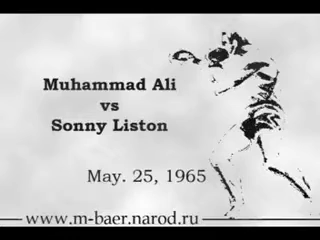 Muhammad Ali
vs
Sonny Liston
May. 25, 1965
www.m-baer.narod.ru